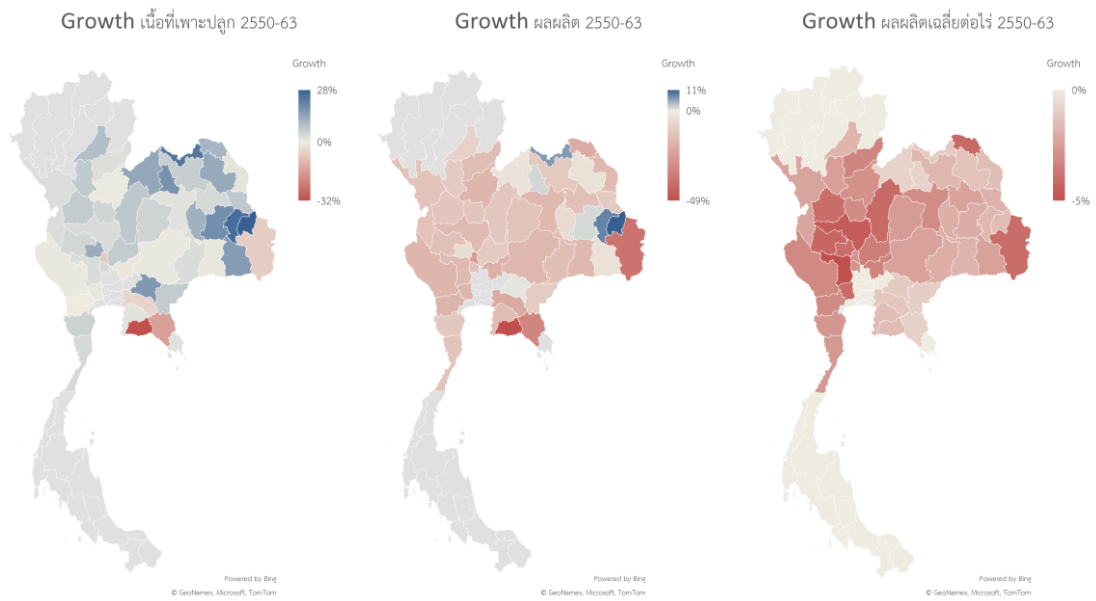 Growth เนื้อที่เพาะปลูก 2550-63
Growth
28%
0%
-32%
Powered by Bing
© GeoNames, Microsoft, TomTom
Growth ผลผลิต 2550-63
Growth
11%
0%
-49%
Powered by Bing
© GeoNames, Microsoft, TomTom
Growth ผลผลิตเฉลี่ยต่อไร่ 2550-63
Growth
0%
-5%
Powered by Bing
© GeoNames, Microsoft, TomTom